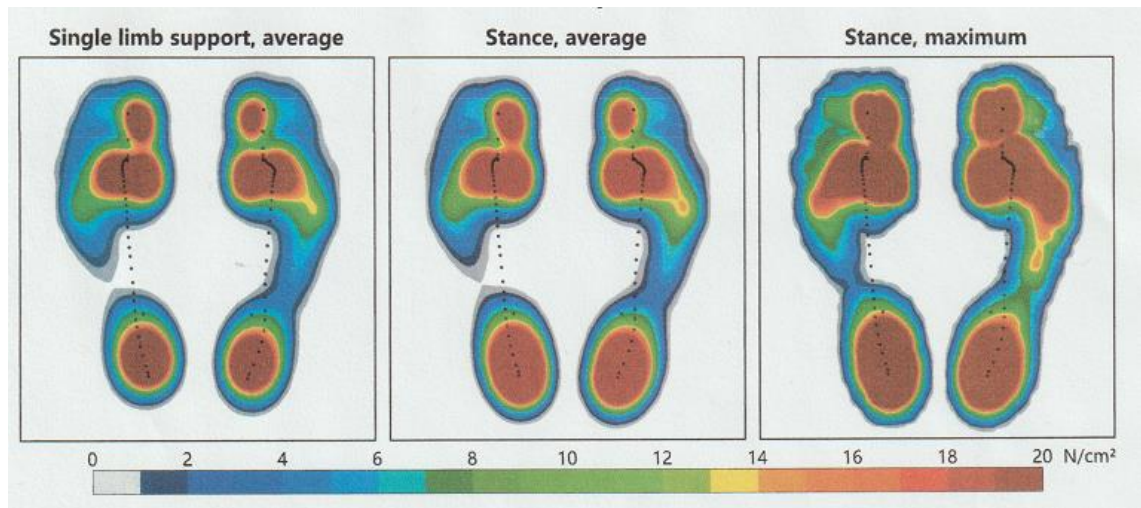 Single limb support, average
Stance, average
Stance, maximum
0 2 4 6 8 10 12 14 16 18 20 N/cm²